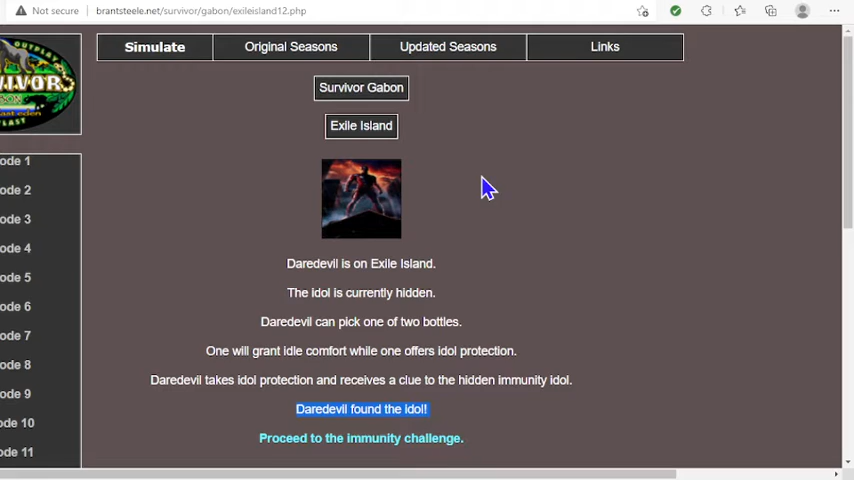 Not secure
brantsteele.net/survivor/gabon/exileisland12.php
Simulate
Original Seasons
Updated Seasons
Links
OUTPLAY
VIVOR
Survivor Gabon
Exile Island
ode 1
ode 2
ode 3
ode 4
ode 5
ode 6
ode 7
ode 8
ode 9
ode 10
ode 11
Daredevil is on Exile Island.
The idol is currently hidden.
Daredevil can pick one of two bottles.
One will grant idle comfort while one offers idol protection.
Daredevil takes idol protection and receives a clue to the hidden immunity idol.
Daredevil found the idol!
Proceed to the immunity challenge.